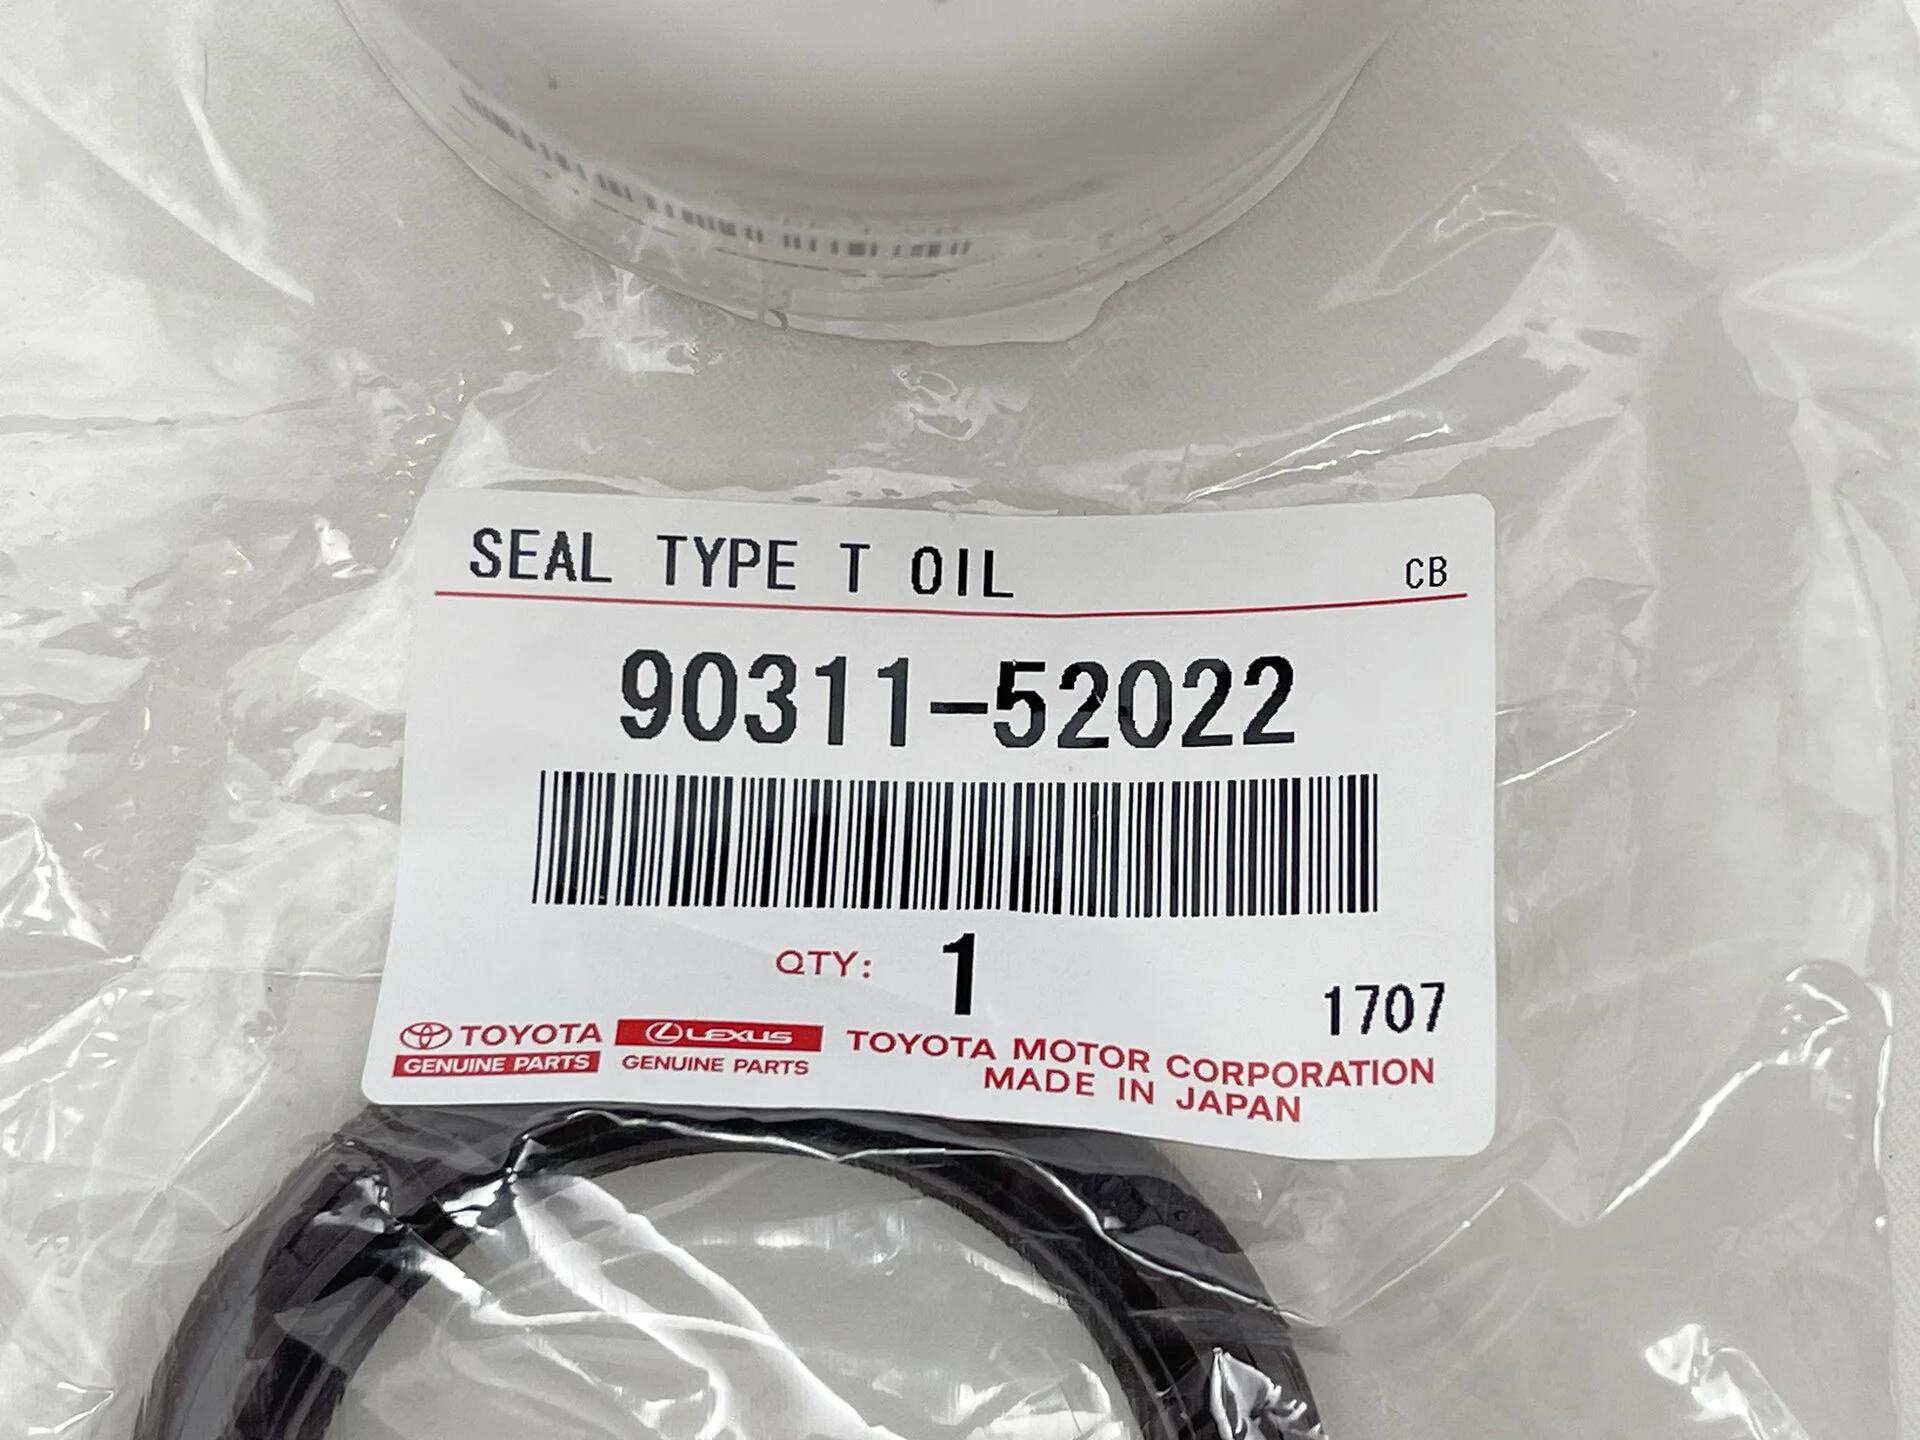 SEAL TYPE T OIL CB
90311-52022
QTY: 1
1707
TOYOTA LEXUS TOYOTA MOTOR CORPORATION
GENUINE PARTS GENUINE PARTS MADE IN JAPAN